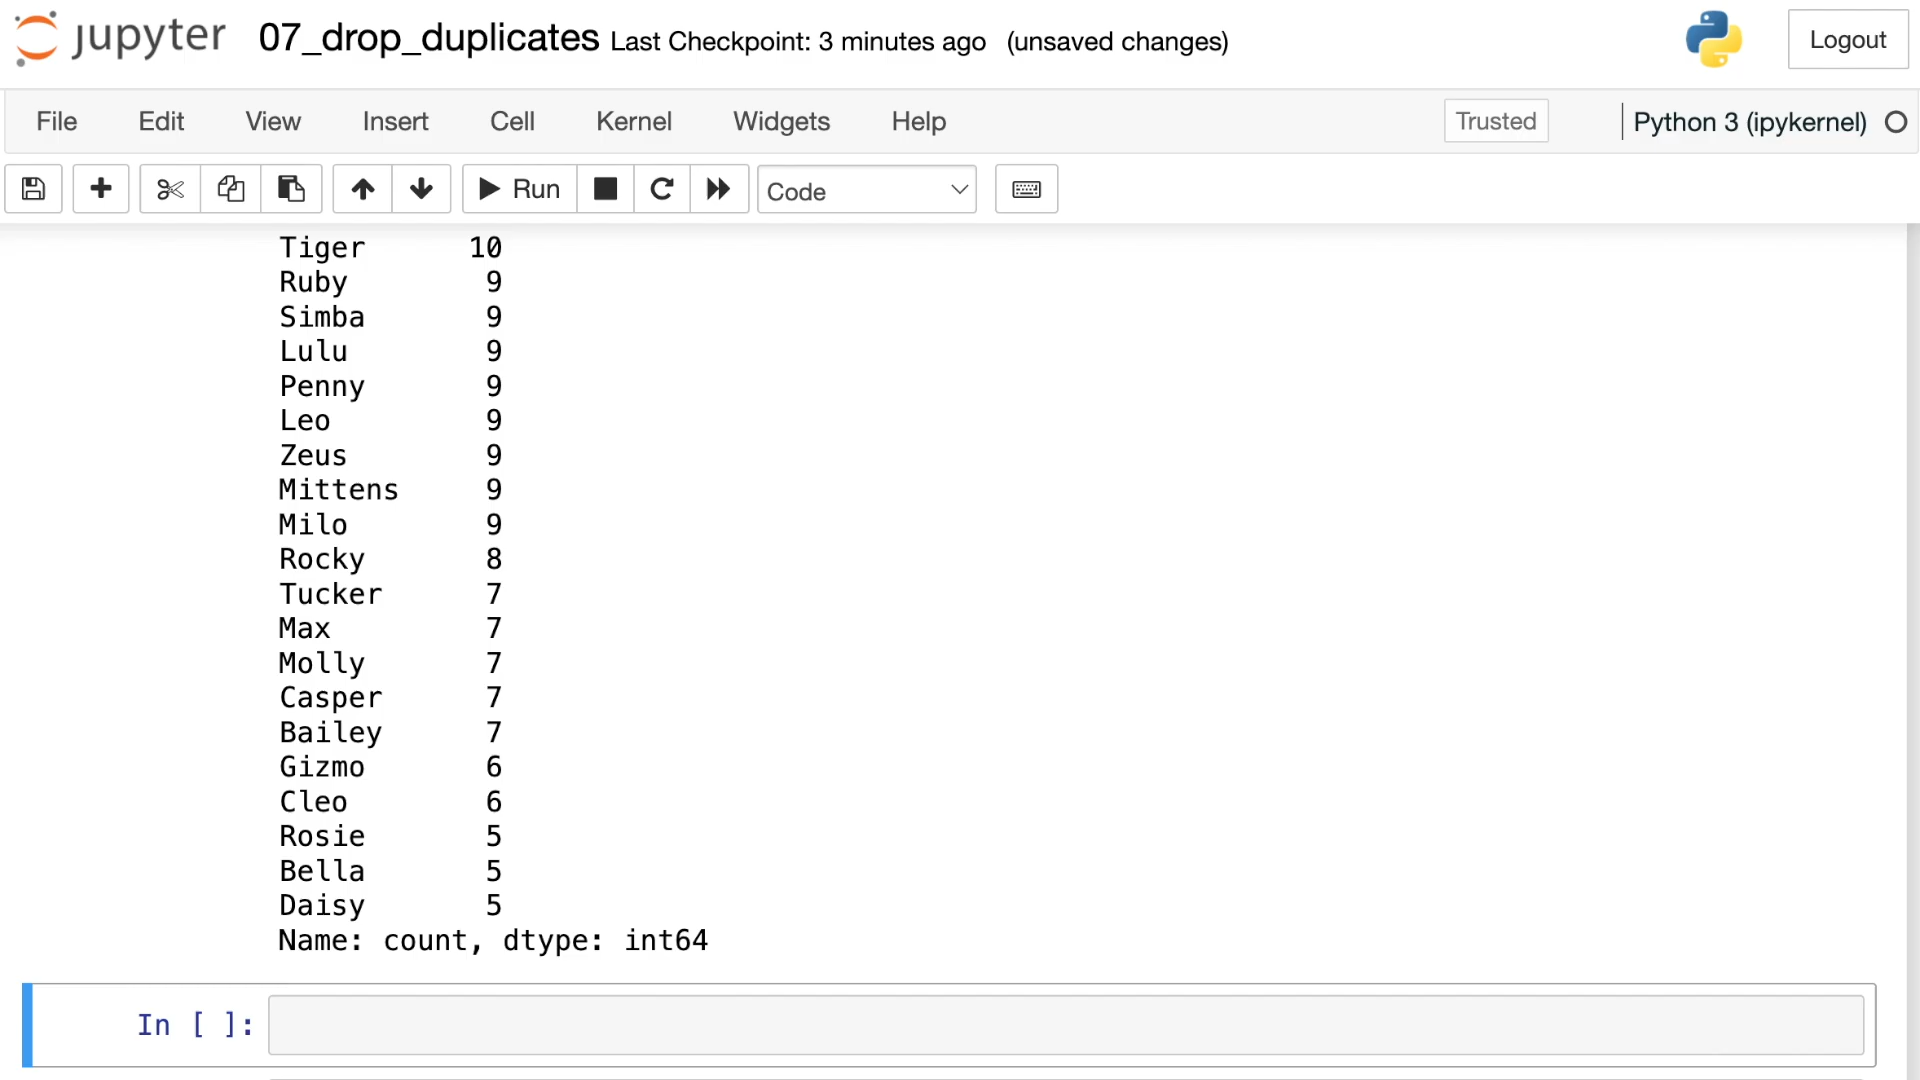 jupyter 07_drop_duplicates Last Checkpoint: 3 minutes ago (unsaved changes) Logout
File Edit View Insert Cell Kernel Widgets Help Trusted Python 3 (ipykernel)
Run Code
Tiger 10
Ruby 9
Simba 9
Lulu 9
Penny 9
Leo 9
Zeus 9
Mittens 9
Milo 9
Rocky 8
Tucker 7
Max 7
Molly 7
Casper 7
Bailey 7
Gizmo 6
Cleo 6
Rosie 5
Bella 5
Daisy 5
Name: count, dtype: int64
In [ ]: